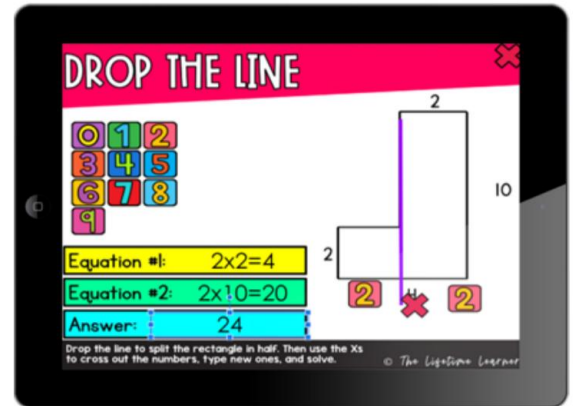 DROP THE LINE
2
0 1 2
3 4 5
6 7 8
9
10
2
Equation #1: 2x2=4
Equation #2: 2x10=20
2 4 2
Answer: 24
Drop the line to split the rectangle in half. Then use the Xs
to cross out the numbers, type new ones, and solve.
© The Lifetime Learner